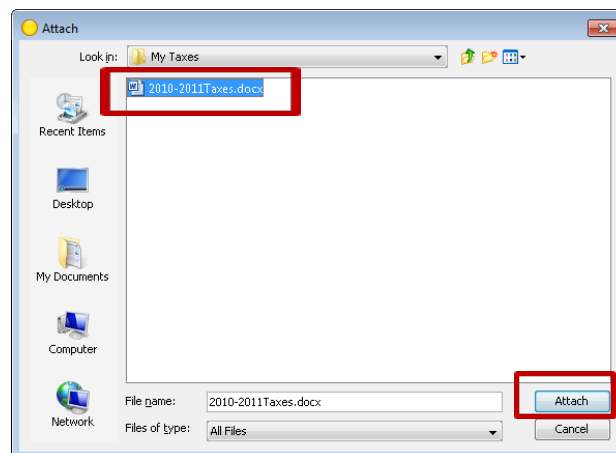 Attach
Look in: My Taxes
2010-2011Taxes.docx
Recent Items
Desktop
My Documents
Computer
Network
File name: 2010-2011Taxes.docx Attach
Files of type: All Files Cancel